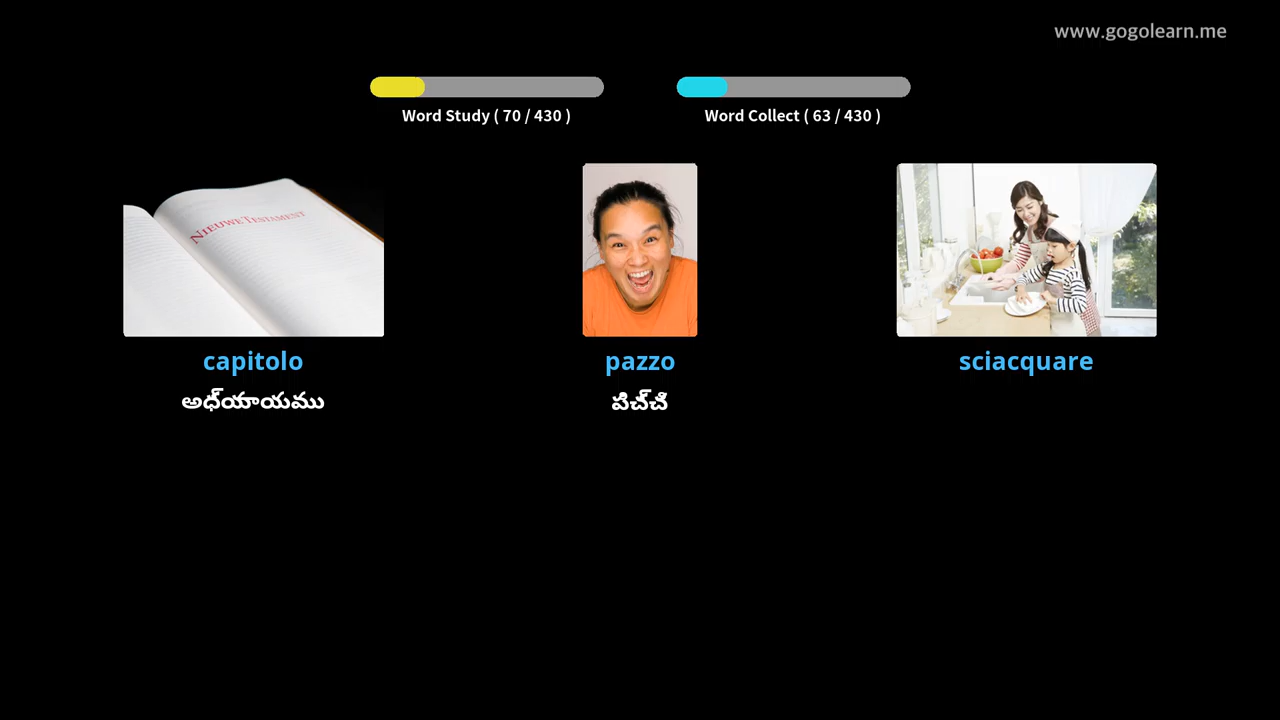 www.gogolearn.me
Word Study ( 70 / 430 )
Word Collect ( 63 / 430 )
NIEUWE TESTAMENT
capitolo
pazzo
sciacquare
అధ్యాయము
పిచ్చి